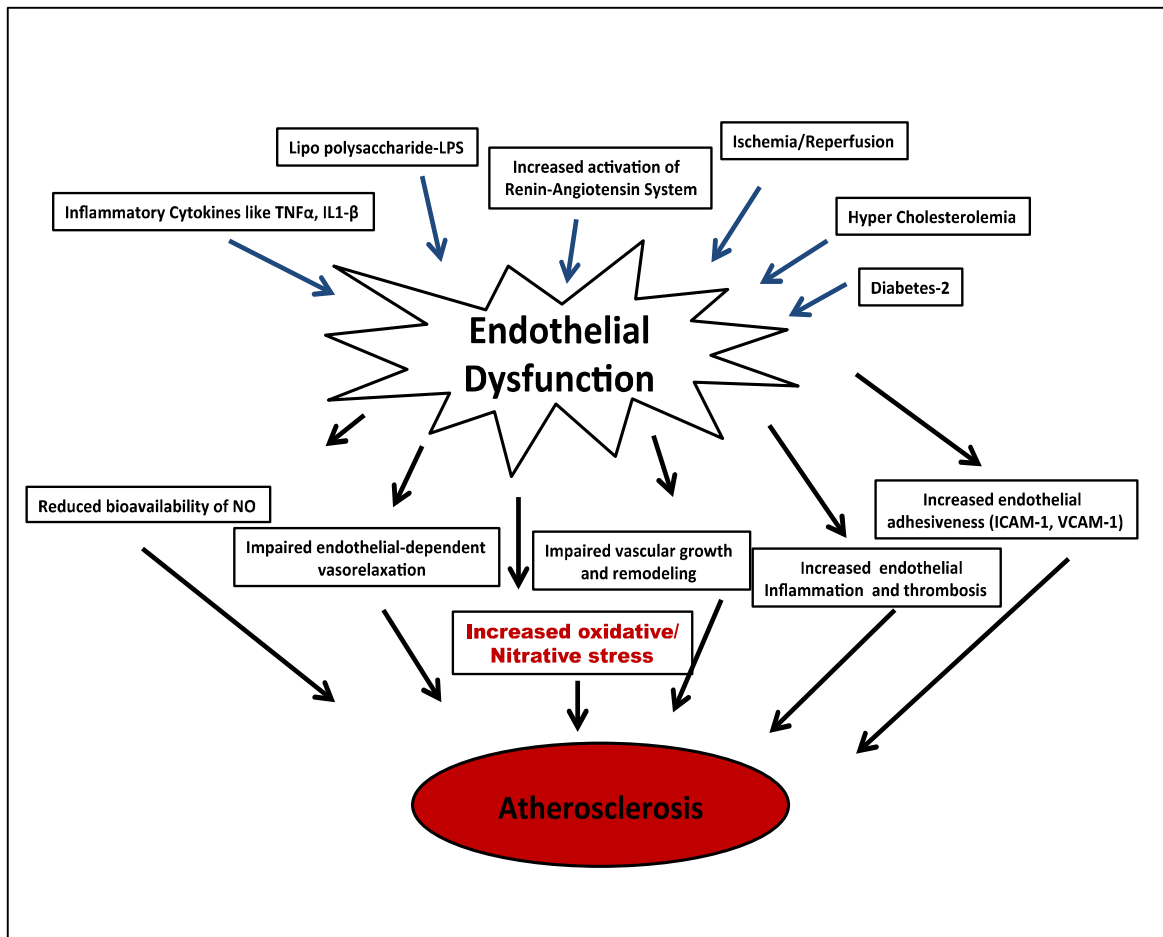 Lipo polysaccharide-LPS
Ischemia/Reperfusion
Increased activation of
Renin-Angiotensin System
Inflammatory Cytokines like TNFα, IL1-β
Hyper Cholesterolemia
Diabetes-2
Endothelial
Dysfunction
Reduced bioavailability of NO
Impaired endothelial-dependent
vasorelaxation
Increased oxidative/
Nitrative stress
Impaired vascular growth
and remodeling
Increased endothelial
Inflammation and thrombosis
Increased endothelial
adhesiveness (ICAM-1, VCAM-1)
Atherosclerosis